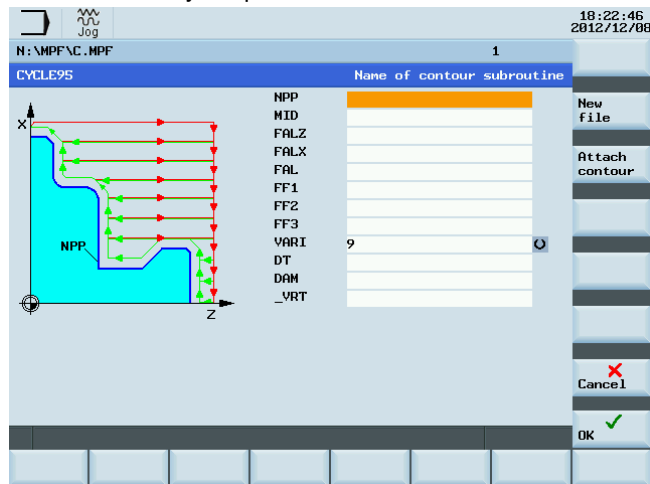 Jog
18:22:46
2012/12/08
N:\MPF\C.MPF 1
CYCLE95 Name of contour subroutine
NPP
MID
FALZ
FALX
FAL
FF1
FF2
FF3
VARI 9
DT
DAM
_VRT
X
NPP
Z
New
file
Attach
contour
Cancel
OK